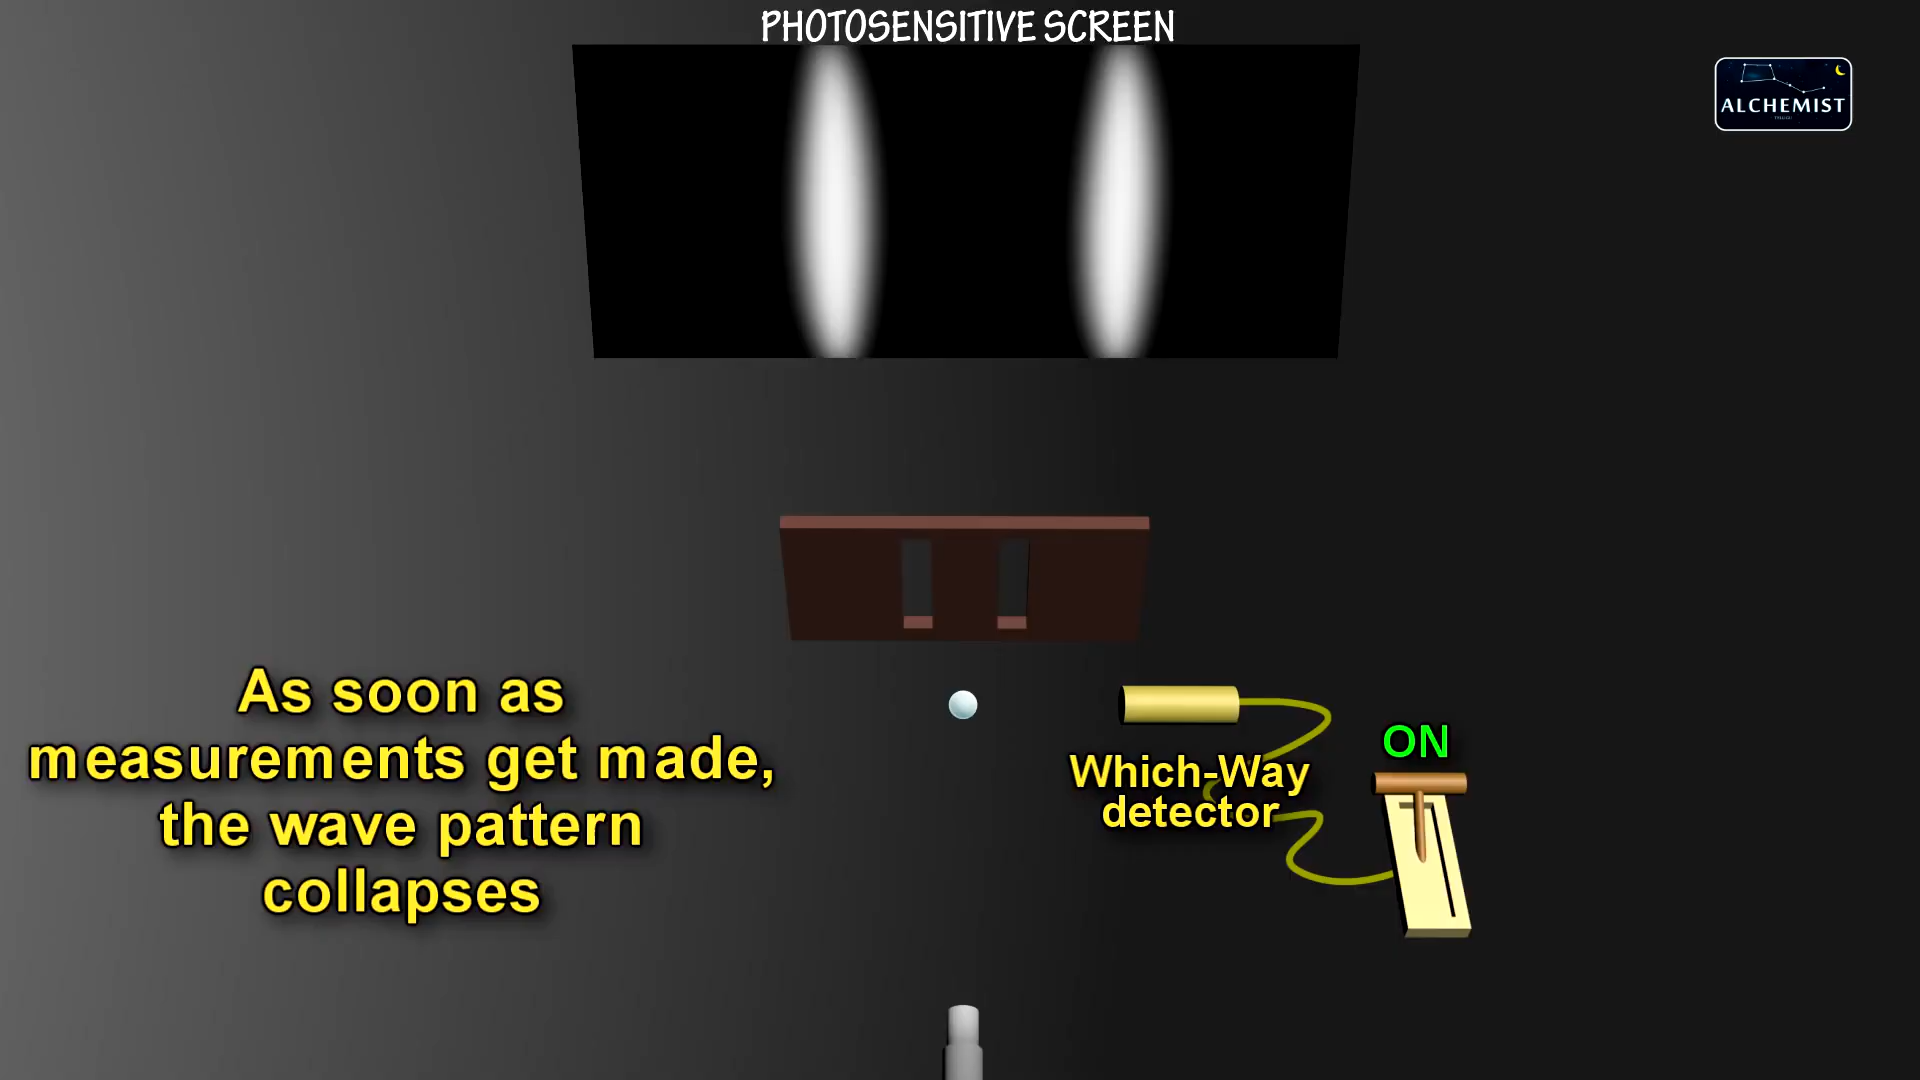 PHOTOSENSITIVE SCREEN
ALCHEMIST
As soon as
measurements get made,
the wave pattern
collapses
Which-Way
detector
ON